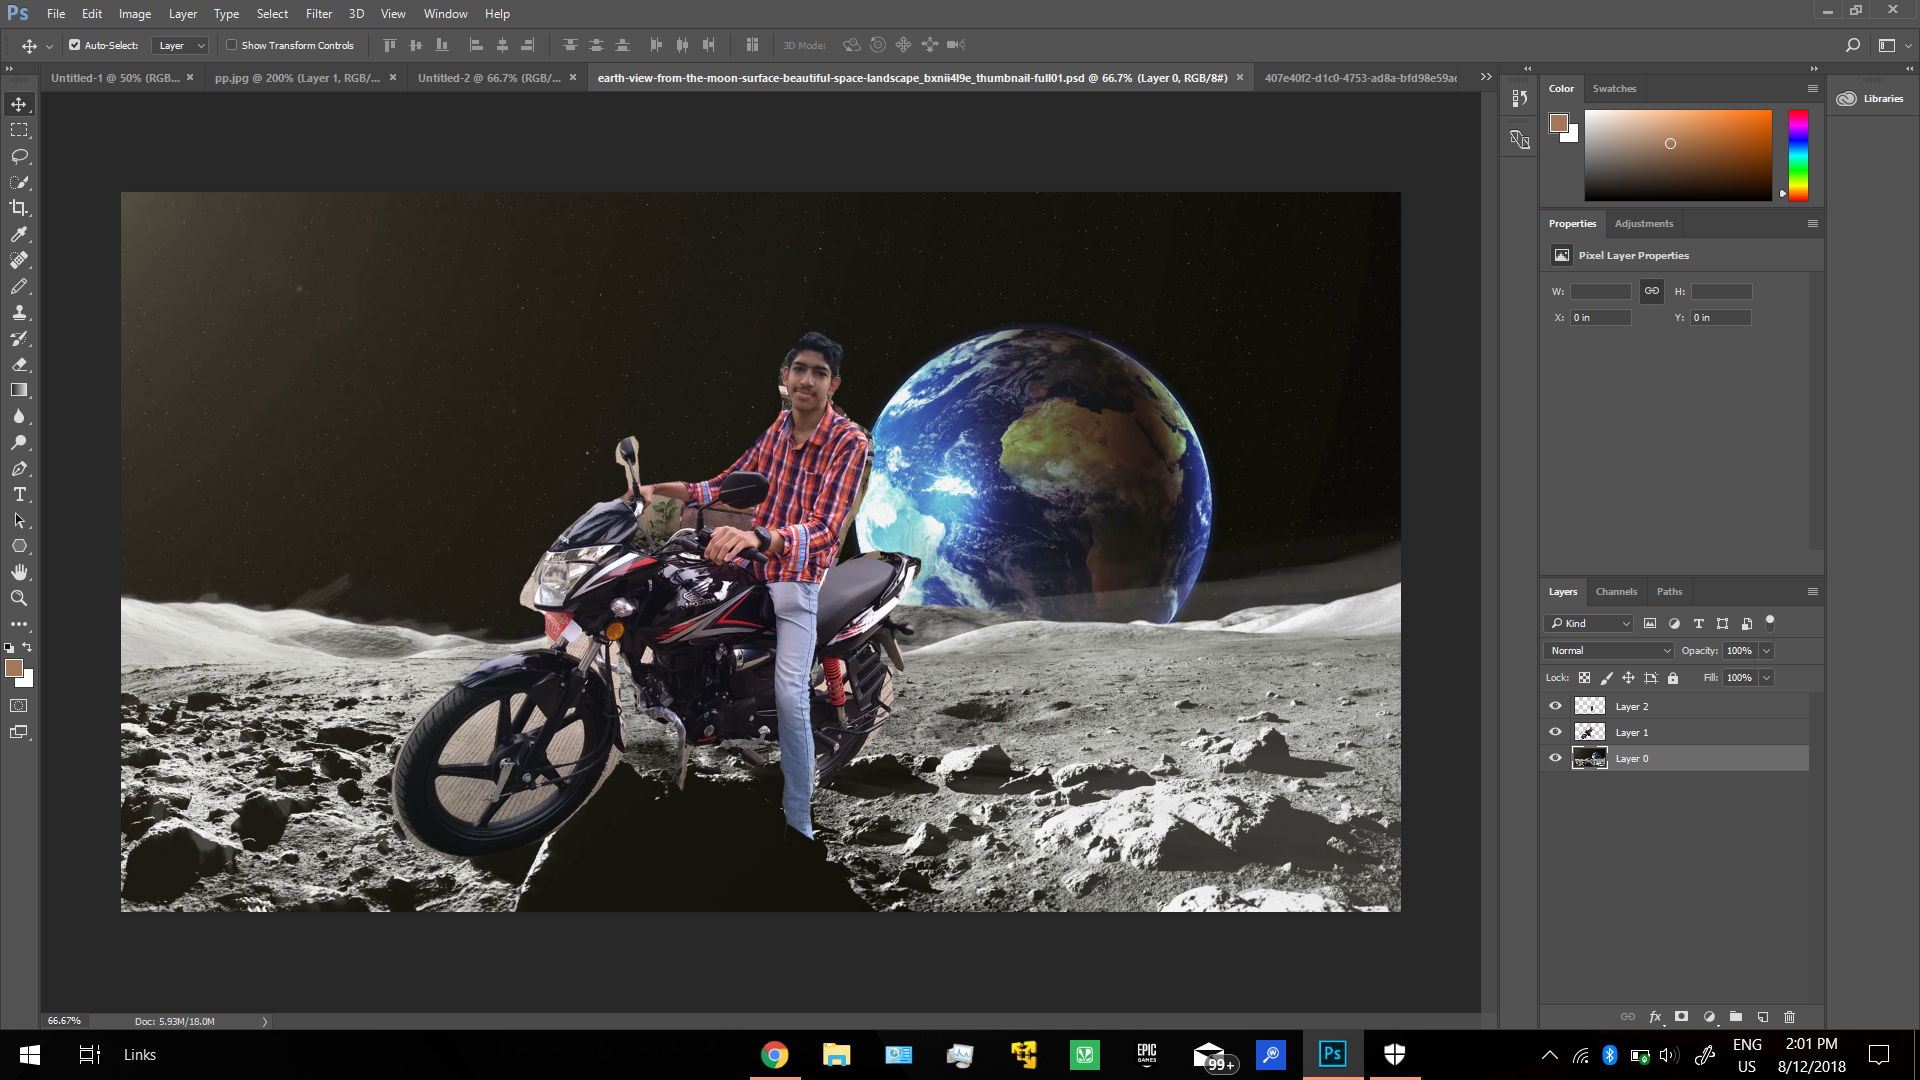 Ps File Edit Image Layer Type Select Filter 3D View Window Help
Auto-Select: Layer Show Transform Controls 3D Mode:
Untitled-1 @ 50% (RGB... × pp.jpg @ 200% (Layer 1, RGB/... × Untitled-2 @ 66.7% (RGB/... × earth-view-from-the-moon-surface-beautiful-space-landscape_bxnii4l9e_thumbnail-full01.psd @ 66.7% (Layer 0, RGB/8#) × 407e40f2-d1c0-4753-ad8a-bfd98e59ac
Color Swatches
Libraries
Properties Adjustments
Pixel Layer Properties
W: H:
X: 0 in Y: 0 in
HONDA
Layers Channels Paths
Kind
Normal Opacity: 100%
Lock: Fill: 100%
Layer 2
Layer 1
Layer 0
fx
66.67% Doc: 5.93M/18.0M
Links
EPIC GAMES
99+
Ps
ENG
US
2:01 PM
8/12/2018